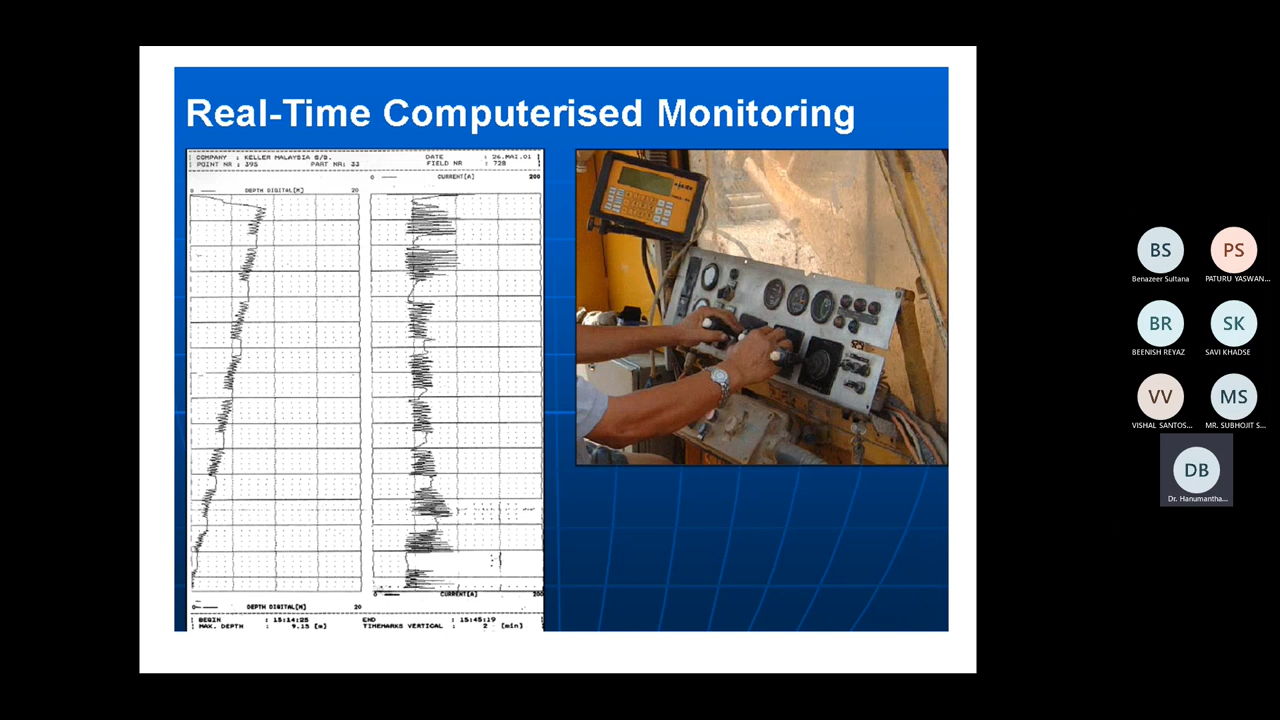 Real-Time Computerised Monitoring
COMPANY : KELLER MALAYSIA S/B. DATE : 26.MAI.01
POINT NR : 395 PART NR: 33 FIELD NR : 728
0 CURRENT[A] 200
0 DEPTH DIGITAL[M] 20
0 CURRENT[A] 200
0 DEPTH DIGITAL[M] 20
BEGIN : 15:14:25 END : 15:45:19
MAX. DEPTH : 9.15 [m] TIMEMARKS VERTICAL : 2 [min]
BS
Benazeer Sultana
PS
PATURU YASWAN...
BR
BEENISH REYAZ
SK
SAVI KHADSE
VV
VISHAL SANTOS...
MS
MR. SUBHOJIT S...
DB
Dr. Hanumantha...